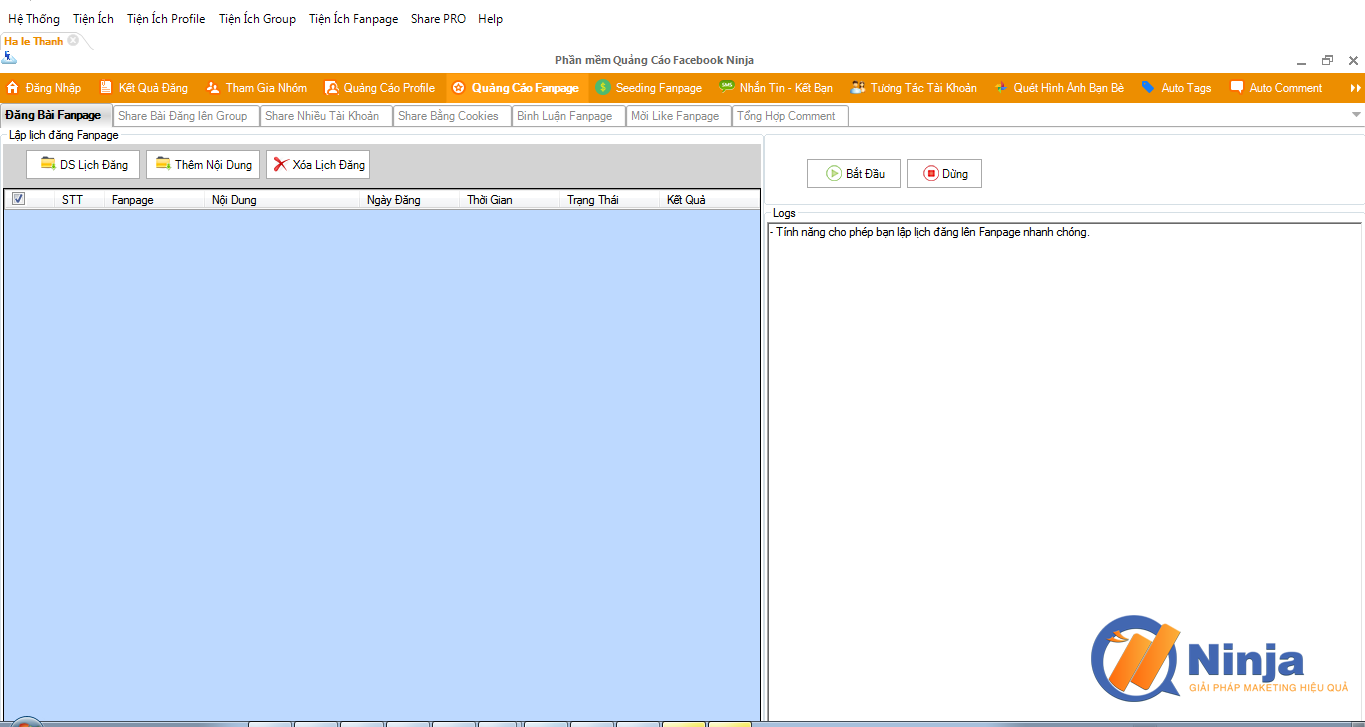 Hệ Thống Tiện Ích Tiện Ích Profile Tiện Ích Group Tiện Ích Fanpage Share PRO Help
Ha le Thanh
Phần mềm Quảng Cáo Facebook Ninja
Đăng Nhập Kết Quả Đăng Tham Gia Nhóm Quảng Cáo Profile Quảng Cáo Fanpage Seeding Fanpage Nhắn Tin - Kết Bạn Tương Tác Tài Khoản Quét Hình Ảnh Bạn Bè Auto Tags Auto Comment
Đăng Bài Fanpage Share Bài Đăng lên Group Share Nhiều Tài Khoản Share Bằng Cookies Bình Luận Fanpage Mời Like Fanpage Tổng Hợp Comment
Lập lịch đăng Fanpage
DS Lịch Đăng Thêm Nội Dung Xóa Lịch Đăng Bắt Đầu Dừng
STT Fanpage Nội Dung Ngày Đăng Thời Gian Trạng Thái Kết Quả
Logs
- Tính năng cho phép bạn lập lịch đăng lên Fanpage nhanh chóng.
Ninja
GIẢI PHÁP MAKETING HIỆU QUẢ